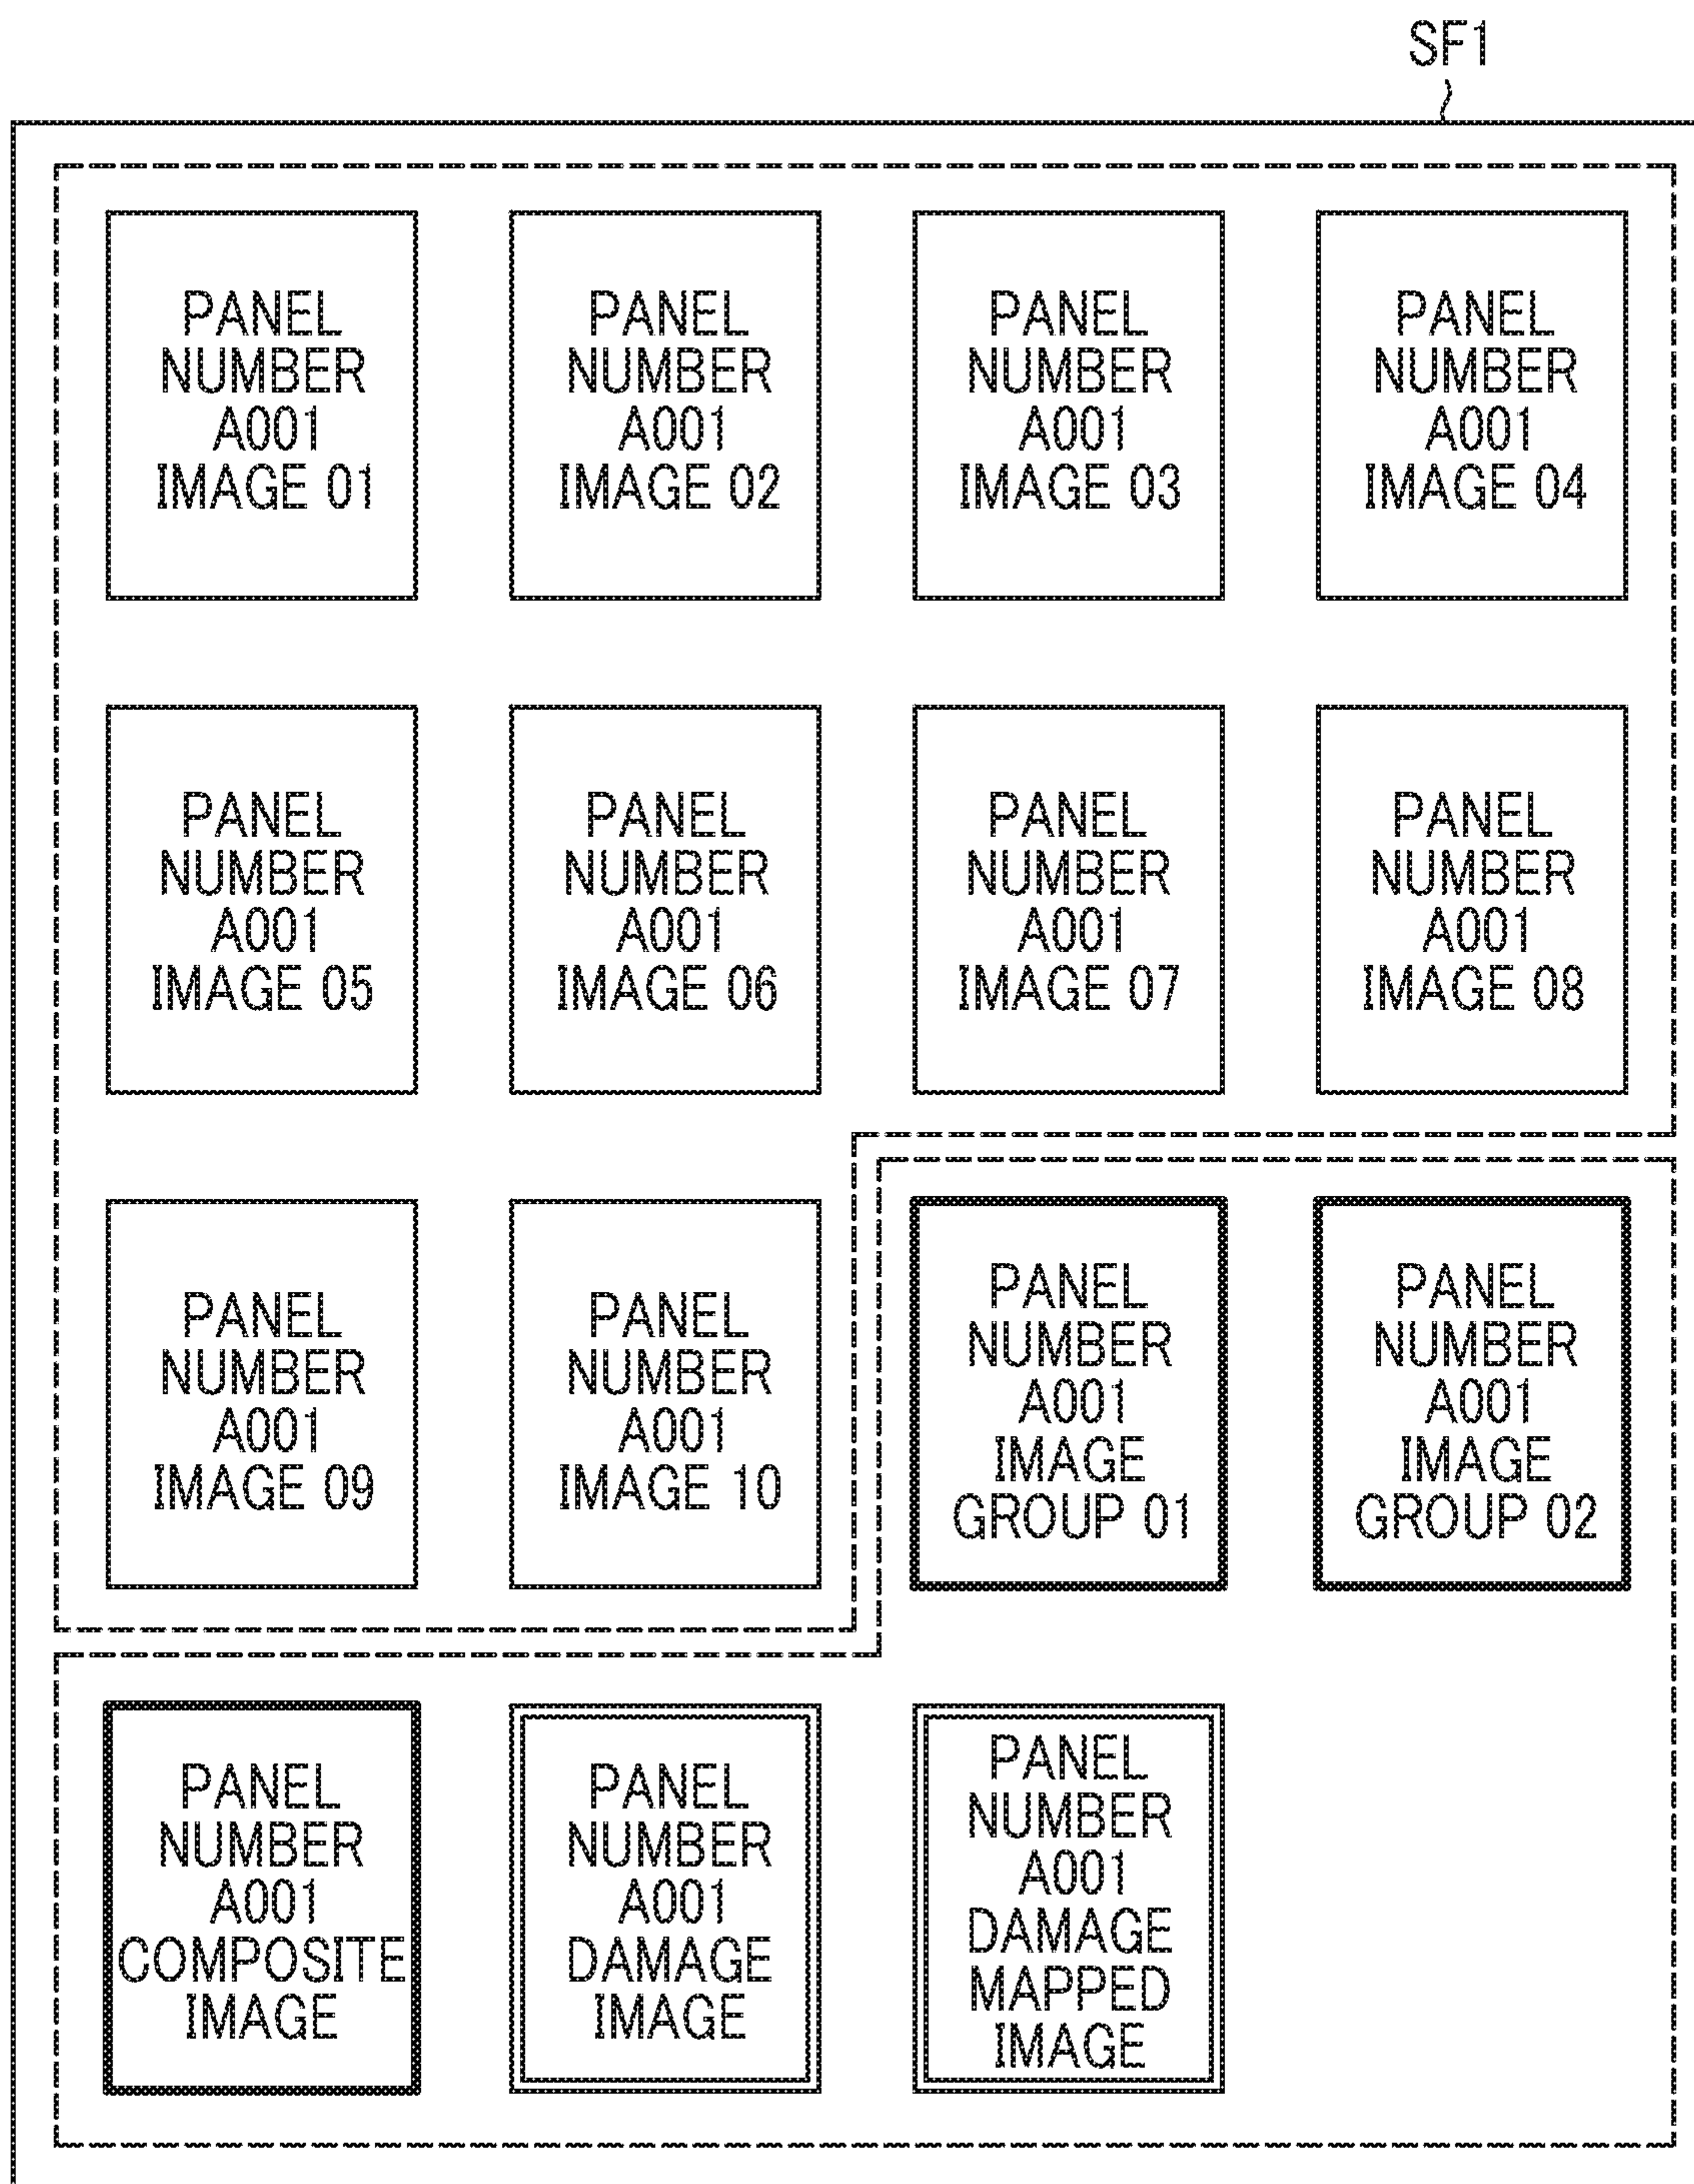 SF1
PANEL
NUMBER
A001
IMAGE 01
PANEL
NUMBER
A001
IMAGE 02
PANEL
NUMBER
A001
IMAGE 03
PANEL
NUMBER
A001
IMAGE 04
PANEL
NUMBER
A001
IMAGE 05
PANEL
NUMBER
A001
IMAGE 06
PANEL
NUMBER
A001
IMAGE 07
PANEL
NUMBER
A001
IMAGE 08
PANEL
NUMBER
A001
IMAGE 09
PANEL
NUMBER
A001
IMAGE 10
PANEL
NUMBER
A001
IMAGE
GROUP 01
PANEL
NUMBER
A001
IMAGE
GROUP 02
PANEL
NUMBER
A001
COMPOSITE
IMAGE
PANEL
NUMBER
A001
DAMAGE
IMAGE
PANEL
NUMBER
A001
DAMAGE
MAPPED
IMAGE